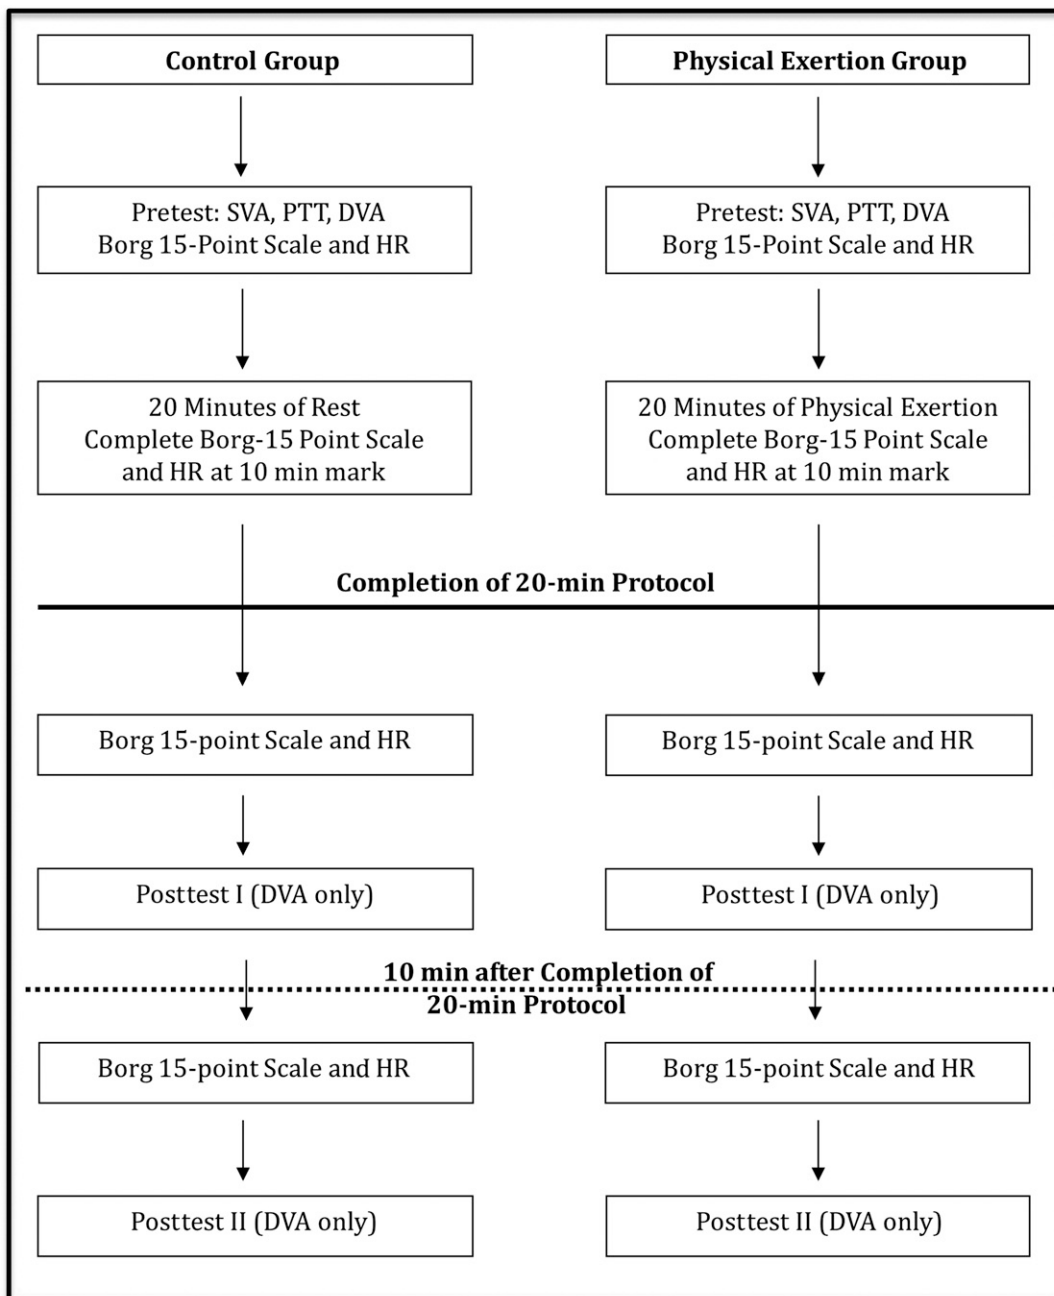 Control Group
Physical Exertion Group
Pretest: SVA, PTT, DVA
Borg 15-Point Scale and HR
Pretest: SVA, PTT, DVA
Borg 15-Point Scale and HR
20 Minutes of Rest
Complete Borg-15 Point Scale
and HR at 10 min mark
20 Minutes of Physical Exertion
Complete Borg-15 Point Scale
and HR at 10 min mark
Completion of 20-min Protocol
Borg 15-point Scale and HR
Borg 15-point Scale and HR
Posttest I (DVA only)
Posttest I (DVA only)
10 min after Completion of
20-min Protocol
Borg 15-point Scale and HR
Borg 15-point Scale and HR
Posttest II (DVA only)
Posttest II (DVA only)